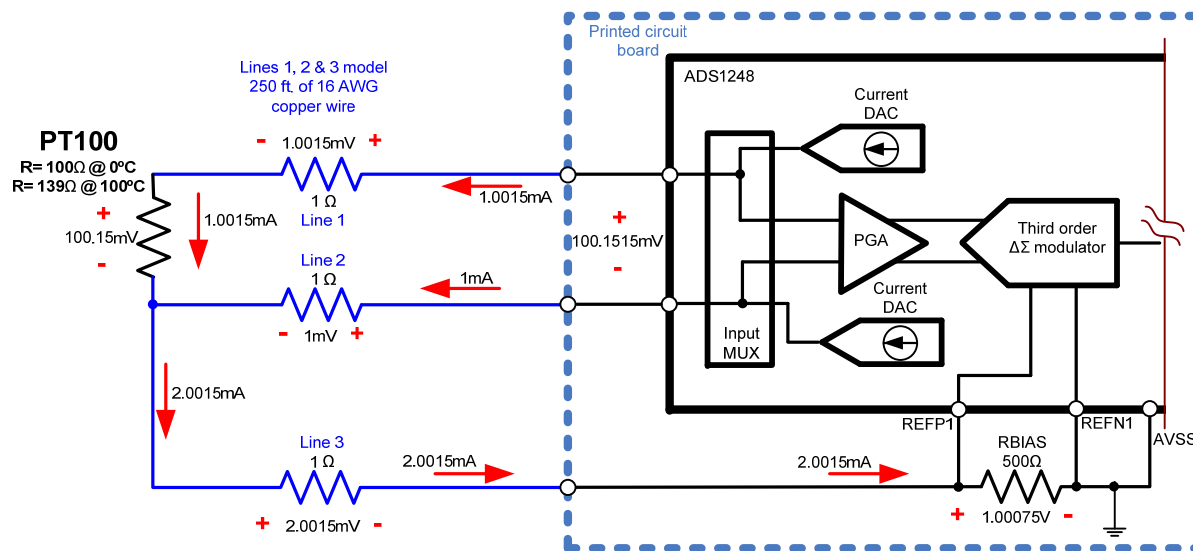 Printed circuit
board
Lines 1, 2 & 3 model
250 ft. of 16 AWG
copper wire
ADS1248
Current
DAC
PT100
R= 100Ω @ 0ºC
R= 139Ω @ 100ºC
- 1.0015mV +
1 Ω
Line 1
1.0015mA
+
100.15mV
-
1.0015mA
+
100.1515mV
-
PGA
Third order
ΔΣ modulator
Line 2
1 Ω
- 1mV +
1mA
Current
DAC
Input
MUX
2.0015mA
REFP1
REFN1
AVSS
Line 3
1 Ω
+ 2.0015mV -
2.0015mA
2.0015mA
RBIAS
500Ω
+ 1.00075V -